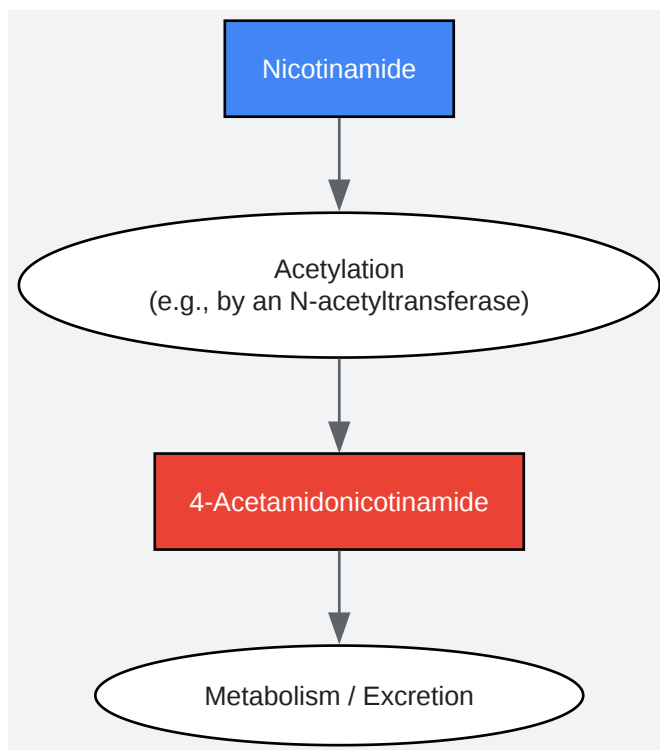 Nicotinamide
Acetylation
(e.g., by an N-acetyltransferase)
4-Acetamidonicotinamide
Metabolism / Excretion